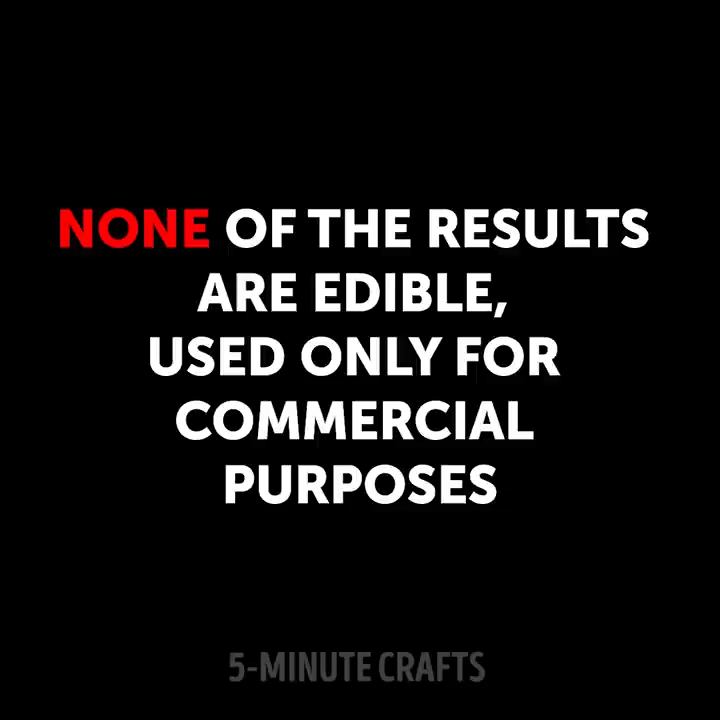 NONE OF THE RESULTS
ARE EDIBLE,
USED ONLY FOR
COMMERCIAL
PURPOSES
5-MINUTE CRAFTS